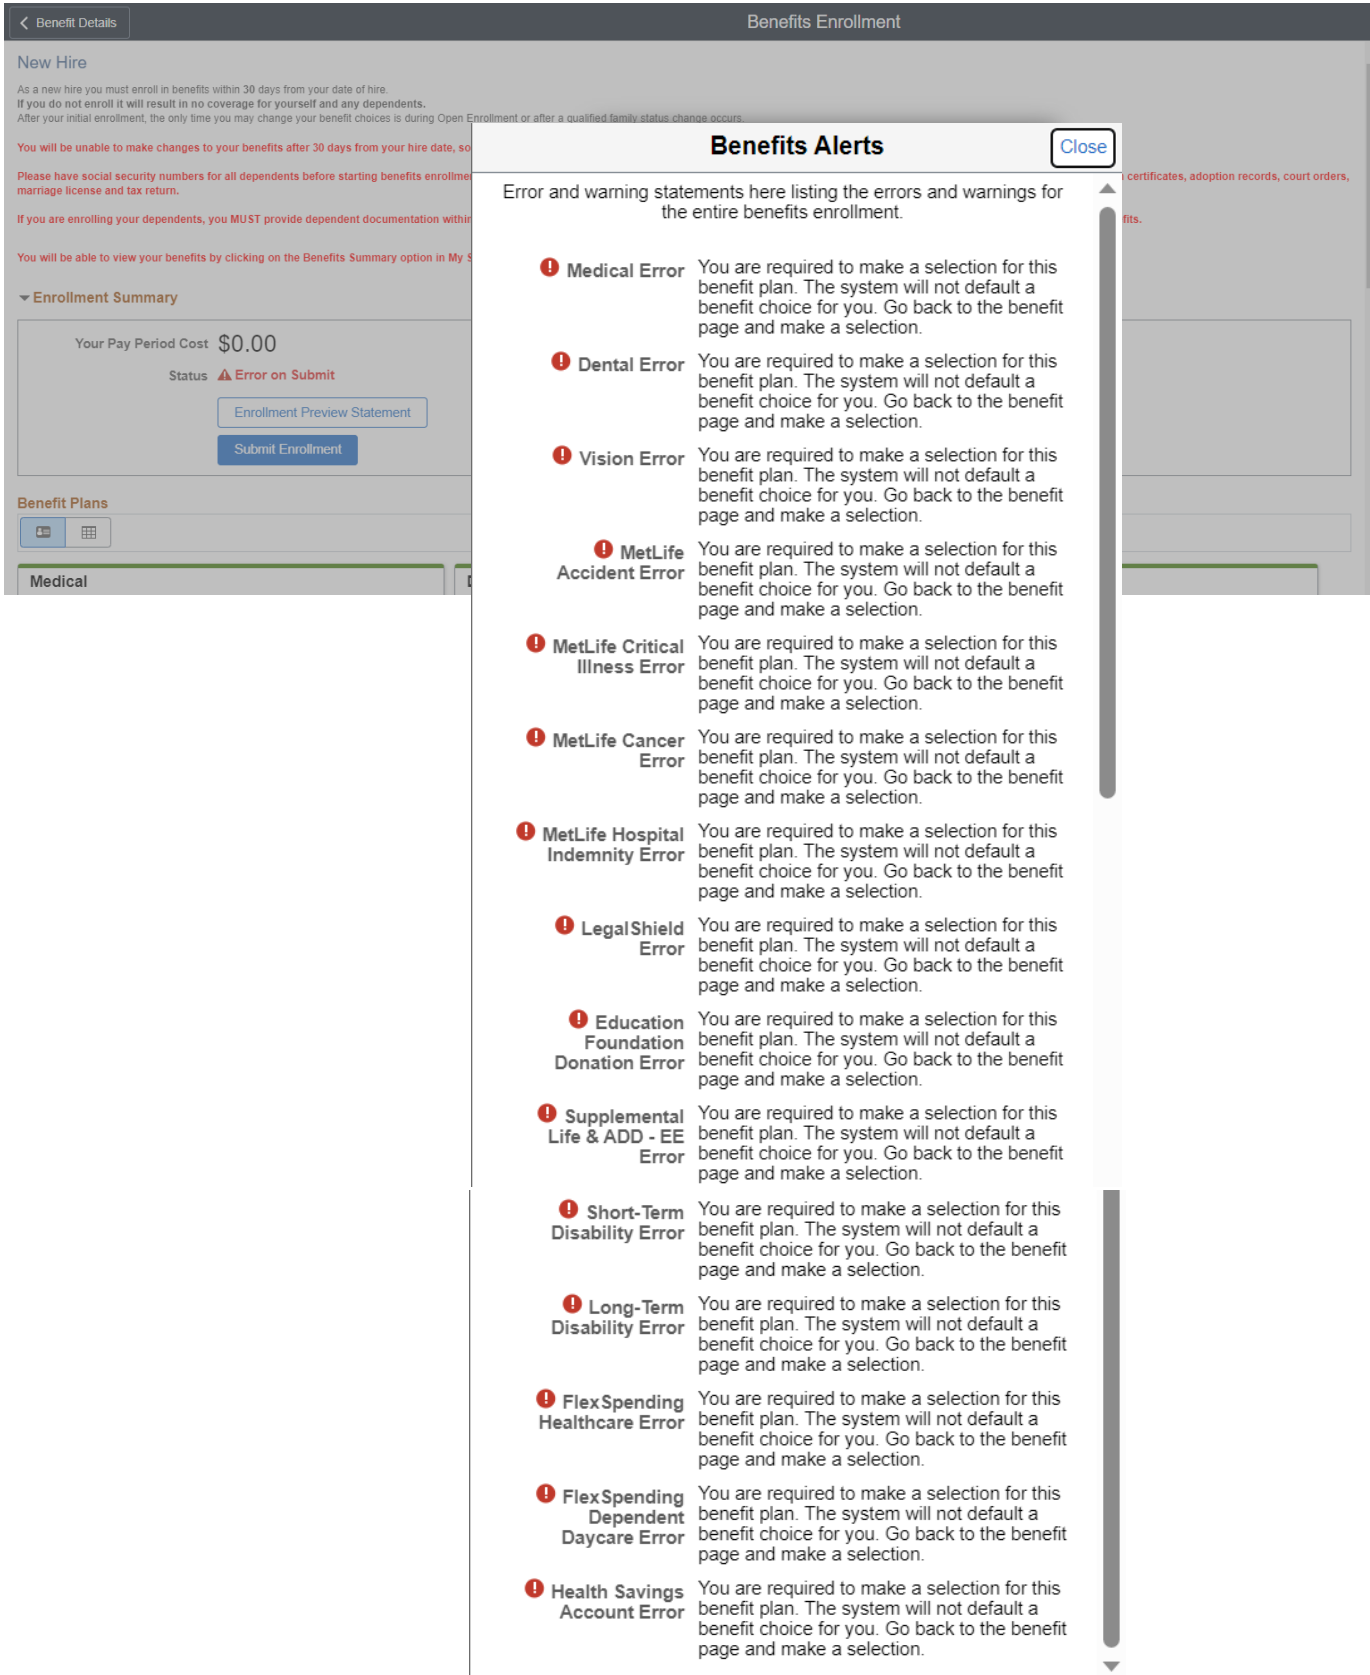 Benefit Details
Benefits Enrollment
New Hire
As a new hire you must enroll in benefits within 30 days from your date of hire.
If you do not enroll it will result in no coverage for yourself and any dependents.
After your initial enrollment, the only time you may change your benefit choices is during Open Enrollment or after a qualified family status change occurs.
You will be unable to make changes to your benefits after 30 days from your hire date, so
Please have social security numbers for all dependents before starting benefits enrollme
certificates, adoption records, court orders,
marriage license and tax return.
If you are enrolling your dependents, you MUST provide dependent documentation within
fits.
You will be able to view your benefits by clicking on the Benefits Summary option in My S
Enrollment Summary
Your Pay Period Cost $0.00
Status Error on Submit
Enrollment Preview Statement
Submit Enrollment
Benefit Plans
Medical
Benefits Alerts
Close
Error and warning statements here listing the errors and warnings for
the entire benefits enrollment.
Medical Error You are required to make a selection for this
benefit plan. The system will not default a
benefit choice for you. Go back to the benefit
page and make a selection.
Dental Error You are required to make a selection for this
benefit plan. The system will not default a
benefit choice for you. Go back to the benefit
page and make a selection.
Vision Error You are required to make a selection for this
benefit plan. The system will not default a
benefit choice for you. Go back to the benefit
page and make a selection.
MetLife You are required to make a selection for this
Accident Error benefit plan. The system will not default a
benefit choice for you. Go back to the benefit
page and make a selection.
MetLife Critical You are required to make a selection for this
Illness Error benefit plan. The system will not default a
benefit choice for you. Go back to the benefit
page and make a selection.
MetLife Cancer You are required to make a selection for this
Error benefit plan. The system will not default a
benefit choice for you. Go back to the benefit
page and make a selection.
MetLife Hospital You are required to make a selection for this
Indemnity Error benefit plan. The system will not default a
benefit choice for you. Go back to the benefit
page and make a selection.
LegalShield You are required to make a selection for this
Error benefit plan. The system will not default a
benefit choice for you. Go back to the benefit
page and make a selection.
Education You are required to make a selection for this
Foundation benefit plan. The system will not default a
Donation Error benefit choice for you. Go back to the benefit
page and make a selection.
Supplemental You are required to make a selection for this
Life & ADD - EE benefit plan. The system will not default a
Error benefit choice for you. Go back to the benefit
page and make a selection.
Short-Term You are required to make a selection for this
Disability Error benefit plan. The system will not default a
benefit choice for you. Go back to the benefit
page and make a selection.
Long-Term You are required to make a selection for this
Disability Error benefit plan. The system will not default a
benefit choice for you. Go back to the benefit
page and make a selection.
FlexSpending You are required to make a selection for this
Healthcare Error benefit plan. The system will not default a
benefit choice for you. Go back to the benefit
page and make a selection.
FlexSpending You are required to make a selection for this
Dependent benefit plan. The system will not default a
Daycare Error benefit choice for you. Go back to the benefit
page and make a selection.
Health Savings You are required to make a selection for this
Account Error benefit plan. The system will not default a
benefit choice for you. Go back to the benefit
page and make a selection.